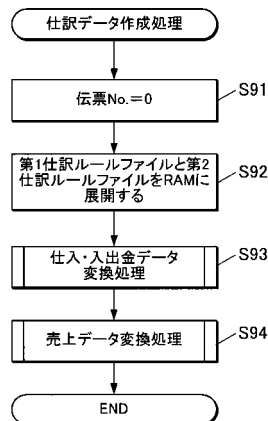 仕訳データ作成処理
伝票No.=0
S91
第1仕訳ルールファイルと第2
仕訳ルールファイルをRAMに
展開する
S92
仕入・入出金データ
変換処理
S93
売上データ変換処理
S94
END